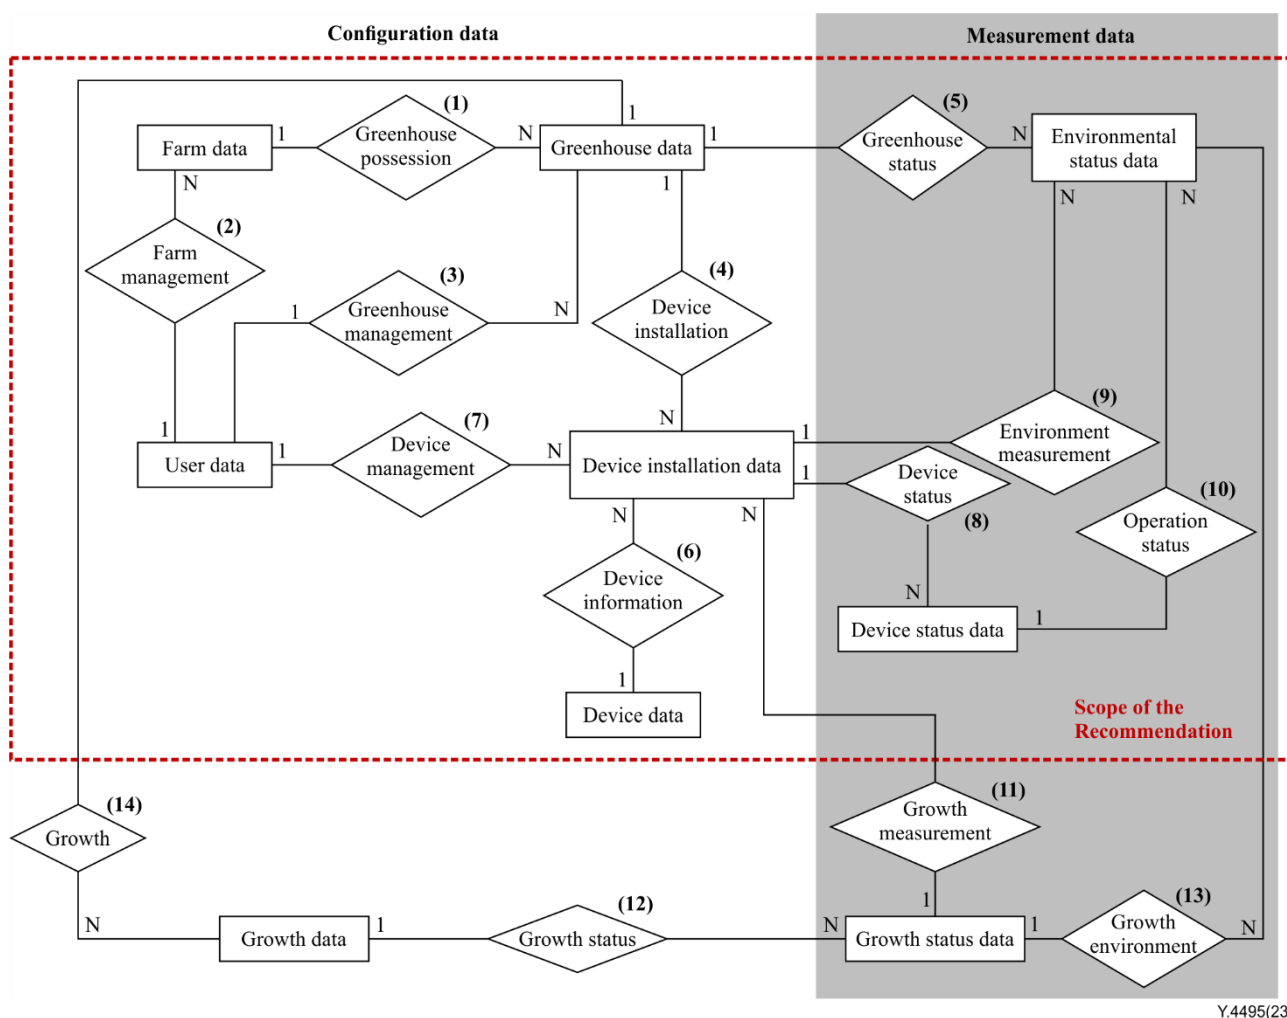 Configuration data
Measurement data
(1)
(5)
1
Farm data
1
Greenhouse
possession
N
Greenhouse data
1
Greenhouse
status
N
Environmental
status data
N
1
N
N
(2)
Farm
management
(3)
(4)
1
Greenhouse
management
N
Device
installation
(9)
1
(7)
N
1
Environment
measurement
User data
1
Device
management
N
Device installation data
1
Device
status
(8)
(10)
Operation
status
N
N
(6)
Device
information
N
Device status data
1
1
Device data
Scope of the
Recommendation
(14)
Growth
(11)
Growth
measurement
(12)
1
(13)
N
Growth data
1
Growth status
N
Growth status data
1
Growth
environment
N
Y.4495(23